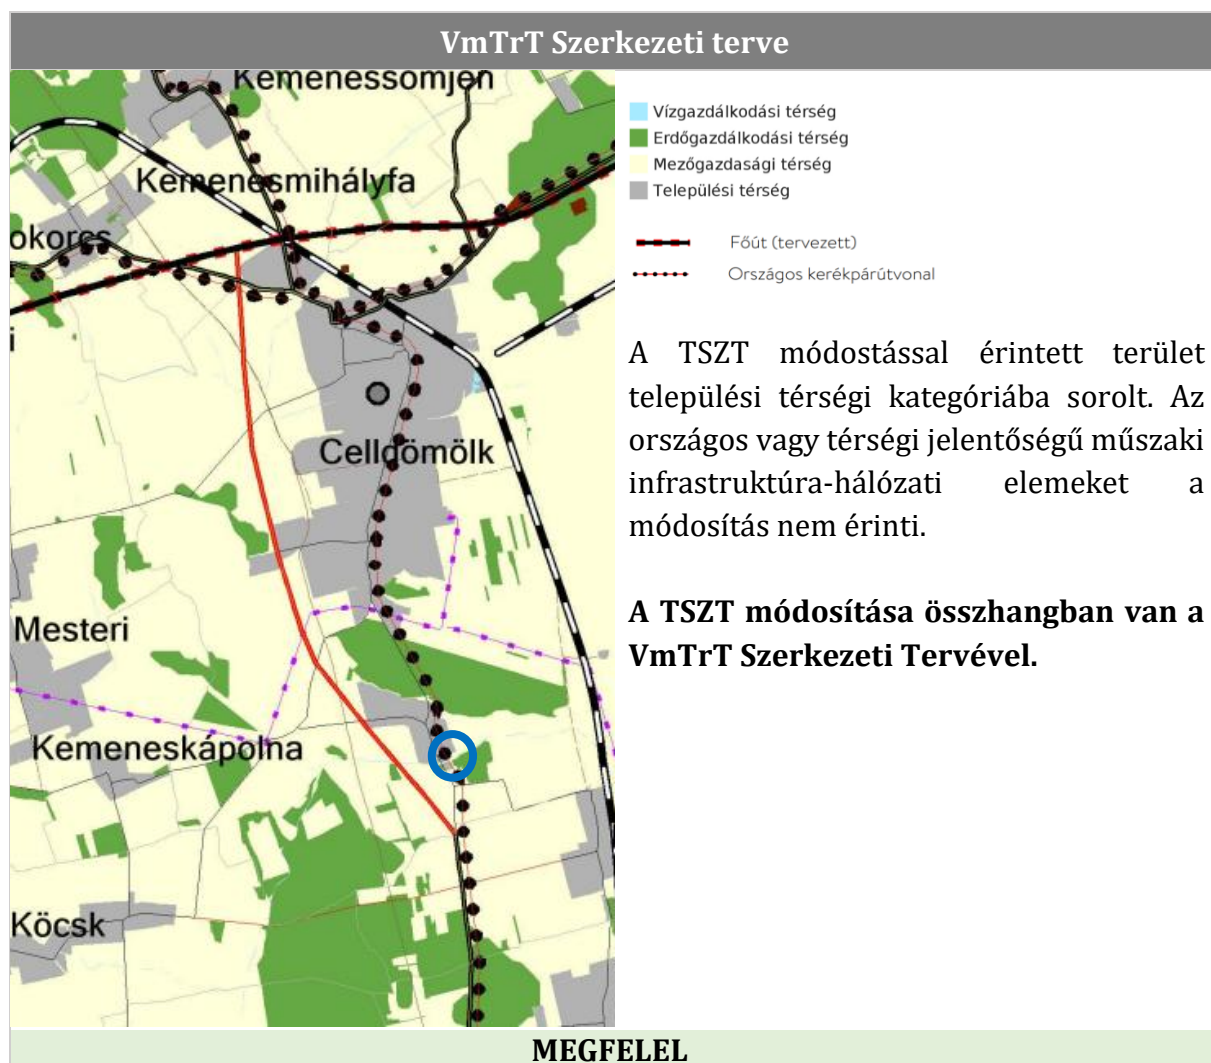 VmTrT Szerkezeti terve
Kemenessömjén
Kemenesmihályfa
okorcs
i
Celldömölk
Mesteri
Kemeneskápolna
Köcsk
Vízgazdálkodási térség
Erdőgazdálkodási térség
Mezőgazdasági térség
Települési térség
Főút (tervezett)
Országos kerékpárútvonal
A TSZT módostással érintett terület
települési térségi kategóriába sorolt. Az
országos vagy térségi jelentőségű műszaki
infrastruktúra-hálózati elemeket a
módosítás nem érinti.
A TSZT módosítása összhangban van a
VmTrT Szerkezeti Tervével.
MEGFELEL